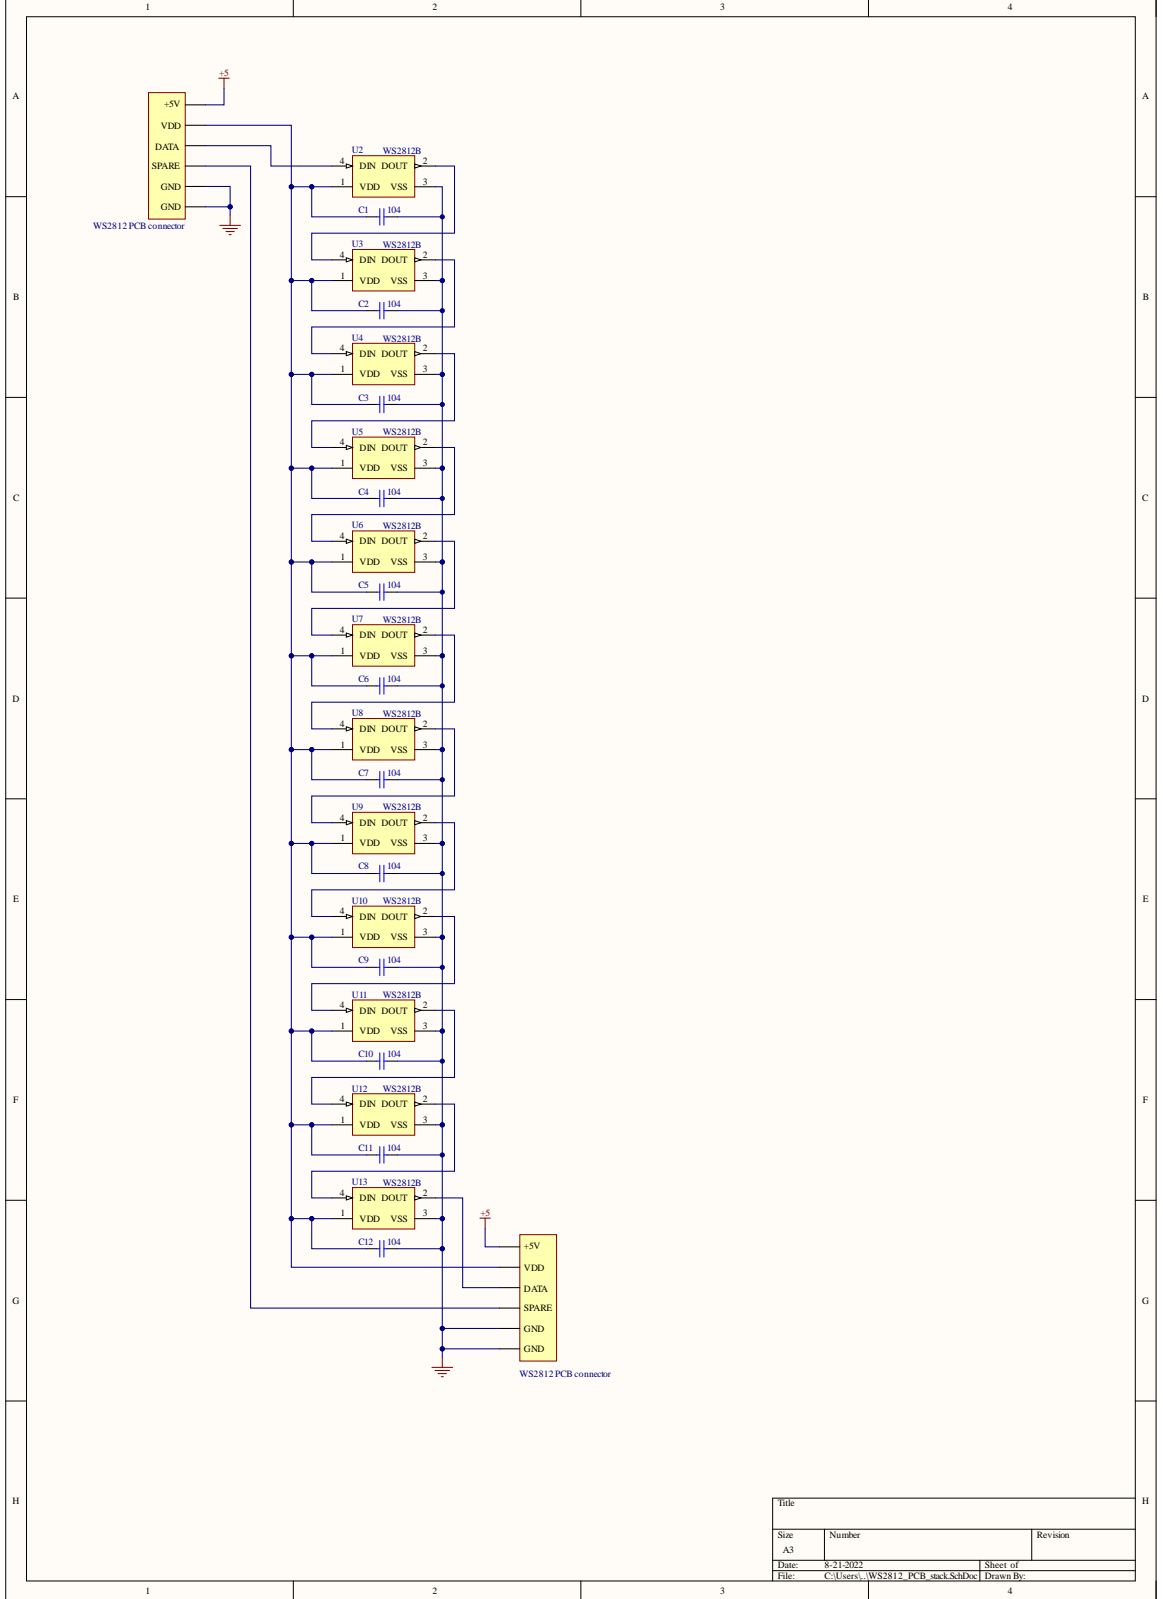 1 2 3 4
+5
A A
+5V
VDD
DATA
SPARE
GND
GND
WS2812 PCB connector
U2 WS2812B
4 DIN DOUT 2
1 VDD VSS 3
C1 104
U3 WS2812B
4 DIN DOUT 2
1 VDD VSS 3
B B
C2 104
U4 WS2812B
4 DIN DOUT 2
1 VDD VSS 3
C3 104
U5 WS2812B
4 DIN DOUT 2
1 VDD VSS 3
C4 104
C C
U6 WS2812B
4 DIN DOUT 2
1 VDD VSS 3
C5 104
U7 WS2812B
4 DIN DOUT 2
1 VDD VSS 3
C6 104
D D
U8 WS2812B
4 DIN DOUT 2
1 VDD VSS 3
C7 104
U9 WS2812B
4 DIN DOUT 2
1 VDD VSS 3
C8 104
E E
U10 WS2812B
4 DIN DOUT 2
1 VDD VSS 3
C9 104
U11 WS2812B
4 DIN DOUT 2
1 VDD VSS 3
C10 104
U12 WS2812B
F F
4 DIN DOUT 2
1 VDD VSS 3
C11 104
U13 WS2812B
4 DIN DOUT 2
1 VDD VSS 3
C12 104
+5
+5V
VDD
DATA
SPARE
GND
GND
G G
WS2812 PCB connector
H H
Title
Size Number Revision
A3
Date: 8-21-2022 Sheet of
File: C:\Users\..\WS2812_PCB_stack.SchDoc Drawn By:
1 2 3 4